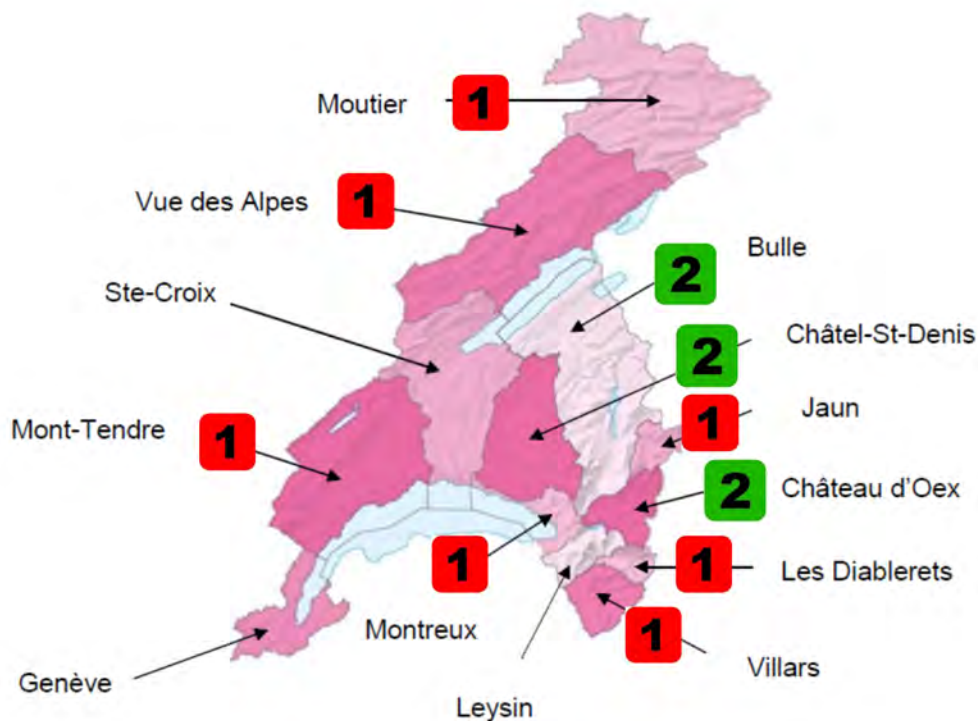 Moutier 1
Vue des Alpes 1
Bulle
2
Ste-Croix
Châtel-St-Denis
2
Jaun
1
Mont-Tendre 1
2 Château d'Oex
1
1 Les Diablerets
Montreux
1
Villars
Genève
Leysin